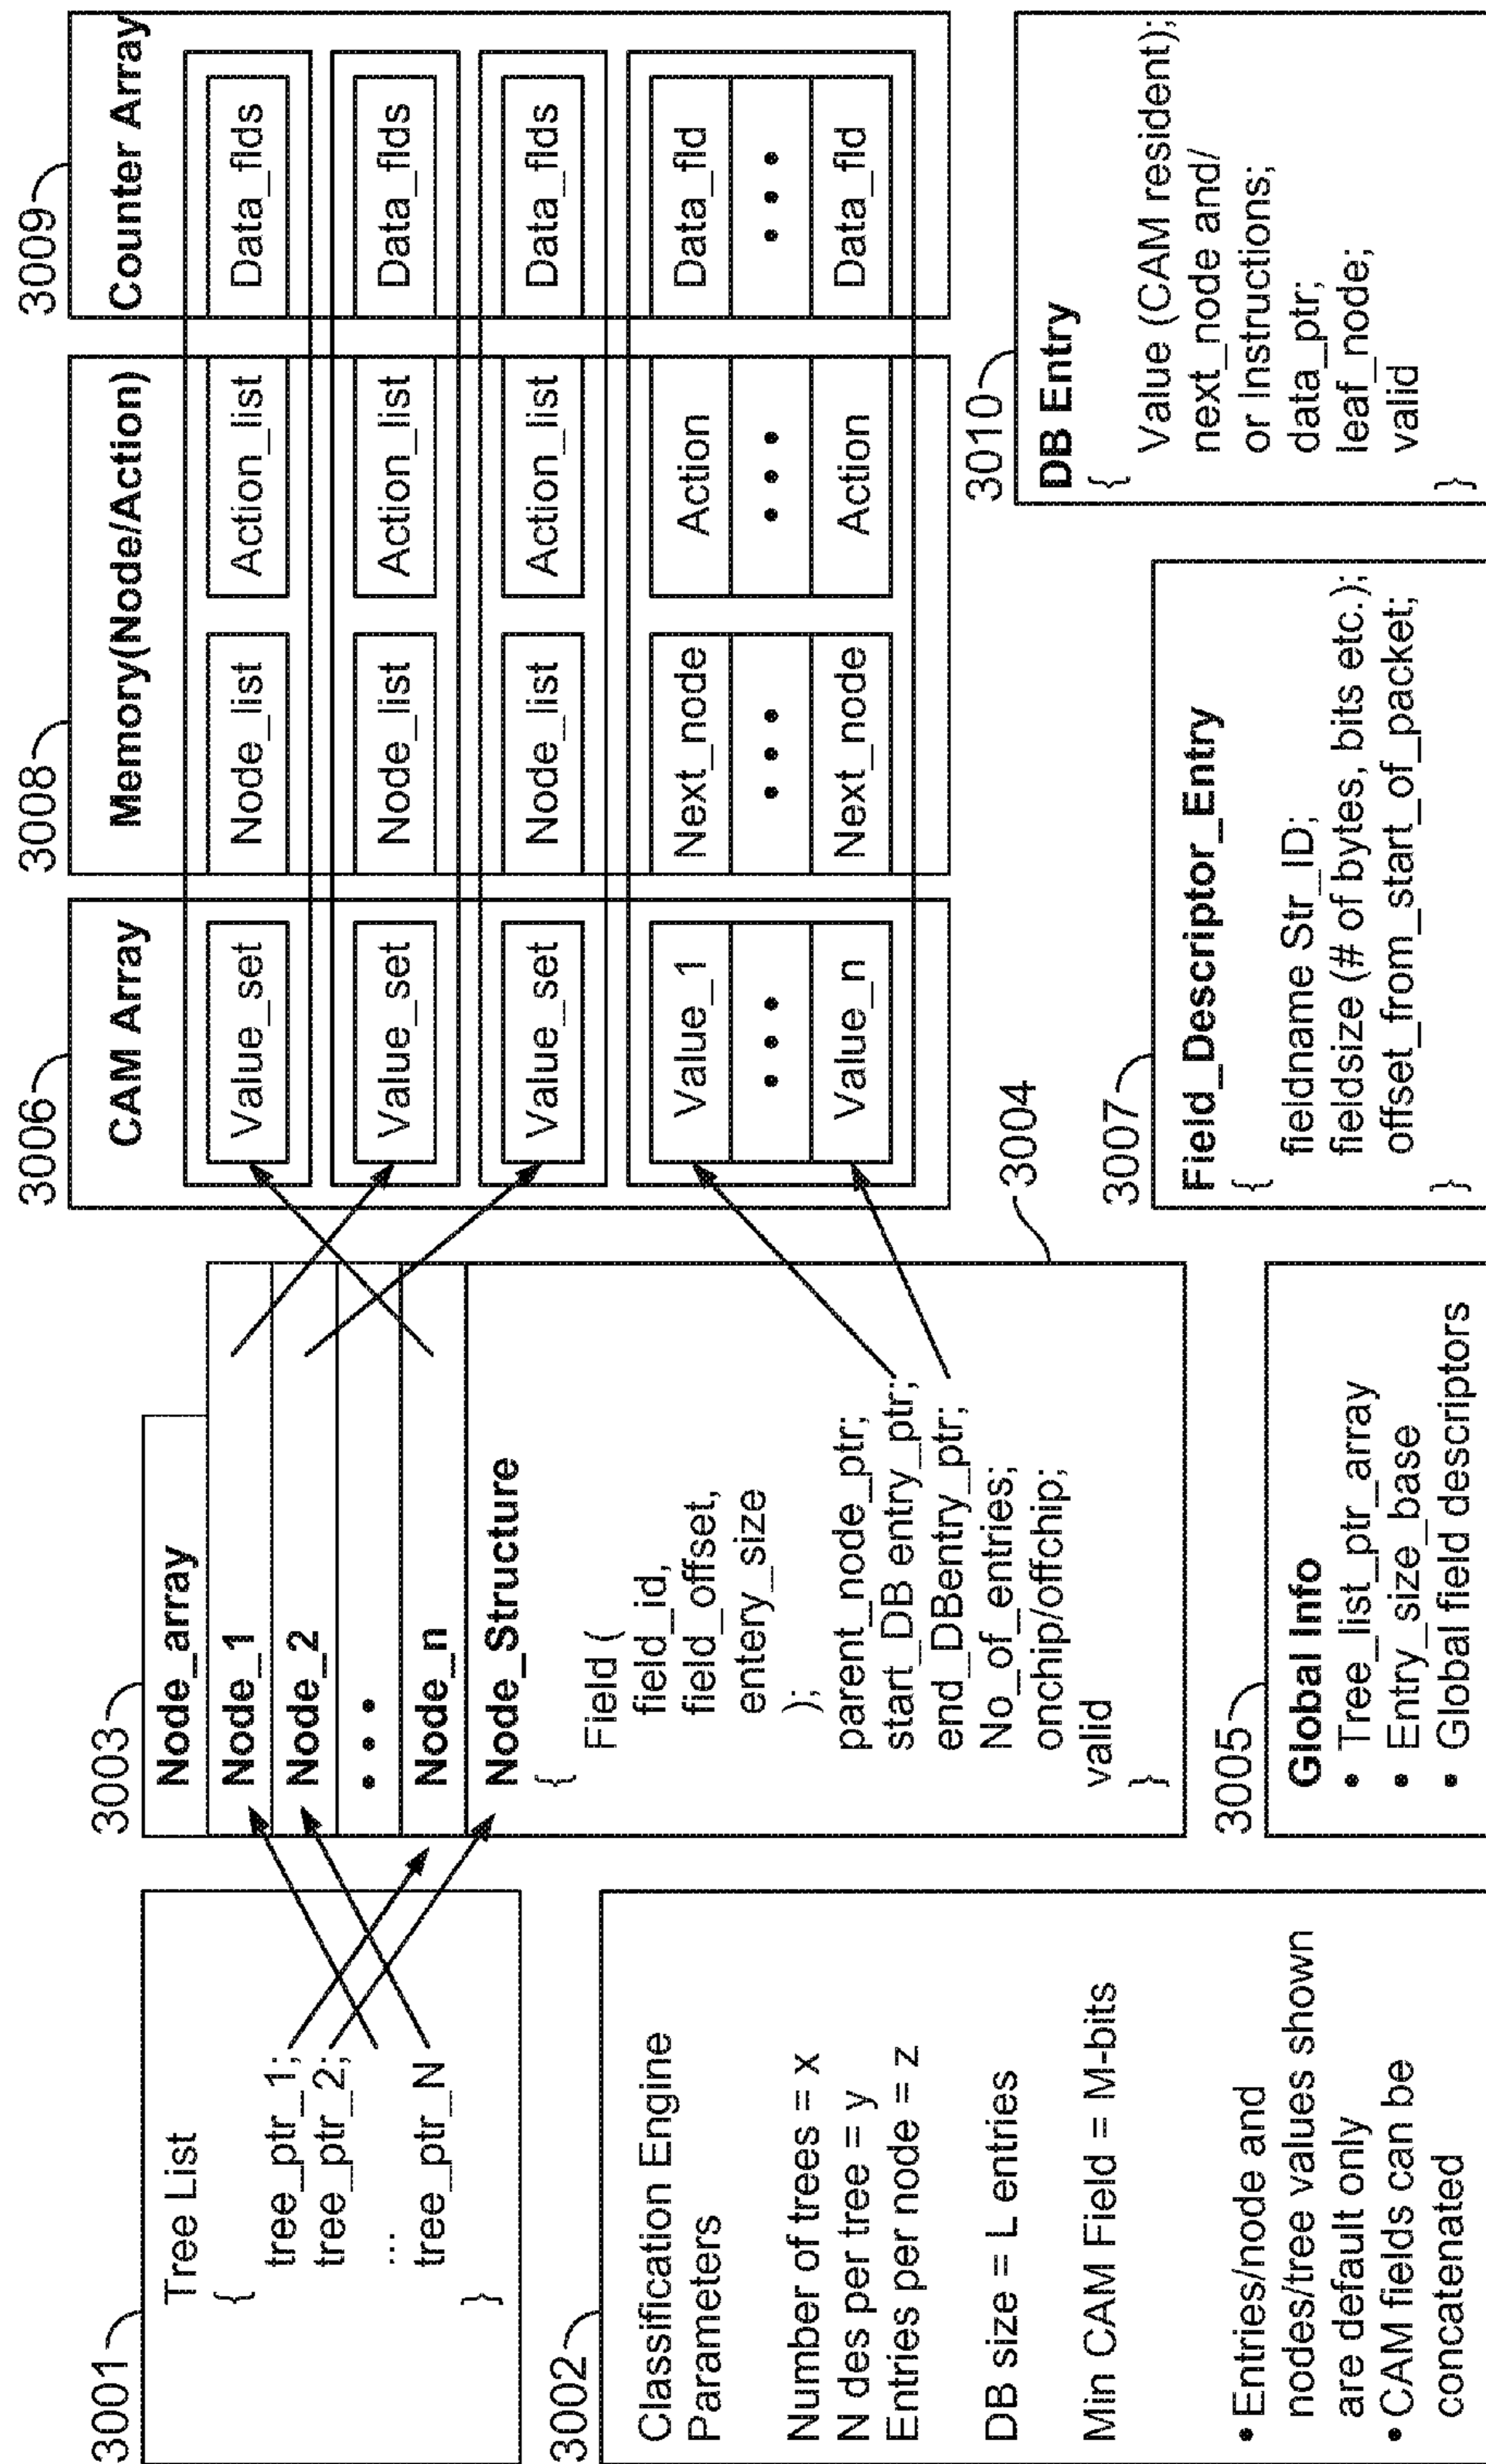 3001
Tree List
{
tree_ptr_1;
tree_ptr_2;
...
tree_ptr_N
}
3002
Classification Engine
Parameters
Number of trees = x
N des per tree = y
Entries per node = z
DB size = L entries
Min CAM Field = M-bits
• Entries/node and
nodes/tree values shown
are default only
• CAM fields can be
concatenated
3003
Node_array
Node_1
Node_2
• • •
Node_n
Node_Structure
{
Field (
field_id,
field_offset,
entery_size
);
parent_node_ptr;
start_DB entry_ptr;
end_DBentry_ptr;
No_of_entries;
onchip/offchip;
valid
}
3004
3005
Global Info
• Tree_list_ptr_array
• Entry_size_base
• Global field descriptors
3006
CAM Array
Value_set
Value_set
Value_set
Value_1
• • •
Value_n
3007
Field_Descriptor_Entry
{
fieldname Str_ID;
fieldsize (# of bytes, bits etc.);
offset_from_start_of_packet;
}
3008
Memory(Node/Action)
Node_list Action_list
Node_list Action_list
Node_list Action_list
Next_node Action
• • • • • •
Next_node Action
3009
Counter Array
Data_flds
Data_flds
Data_flds
Data_fld
• • •
Data_fld
3010
DB Entry
{
Value (CAM resident);
next_node and/
or Instructions;
data_ptr;
leaf_node;
valid
}